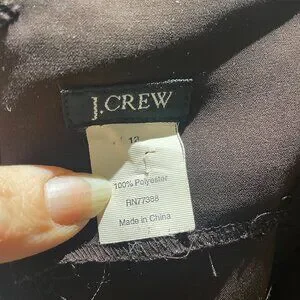 J.CREW
12
100% Polyester
RN77388
Made in China